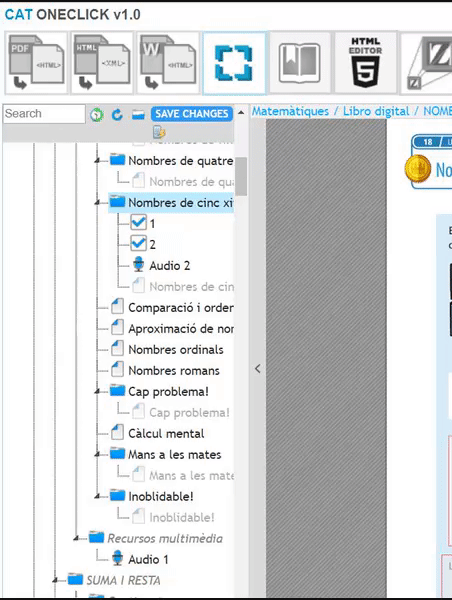 CAT ONECLICK v1.0
PDF <HTML>
HTML <XML>
W <HTML>
HTML EDITOR 5
Z
Search
SAVE CHANGES
Matemàtiques / Libro digital / NOMB
18 /
No
Nombres de quatre
Nombres de qua
Nombres de cinc xi
1
2
Audio 2
Nombres de cin
Comparació i order
Aproximació de nor
Nombres ordinals
Nombres romans
Cap problema!
Cap problema!
Càlcul mental
Mans a les mates
Mans a les mate
Inoblidable!
Inoblidable!
Recursos multimèdia
Audio 1
SUMA I RESTA